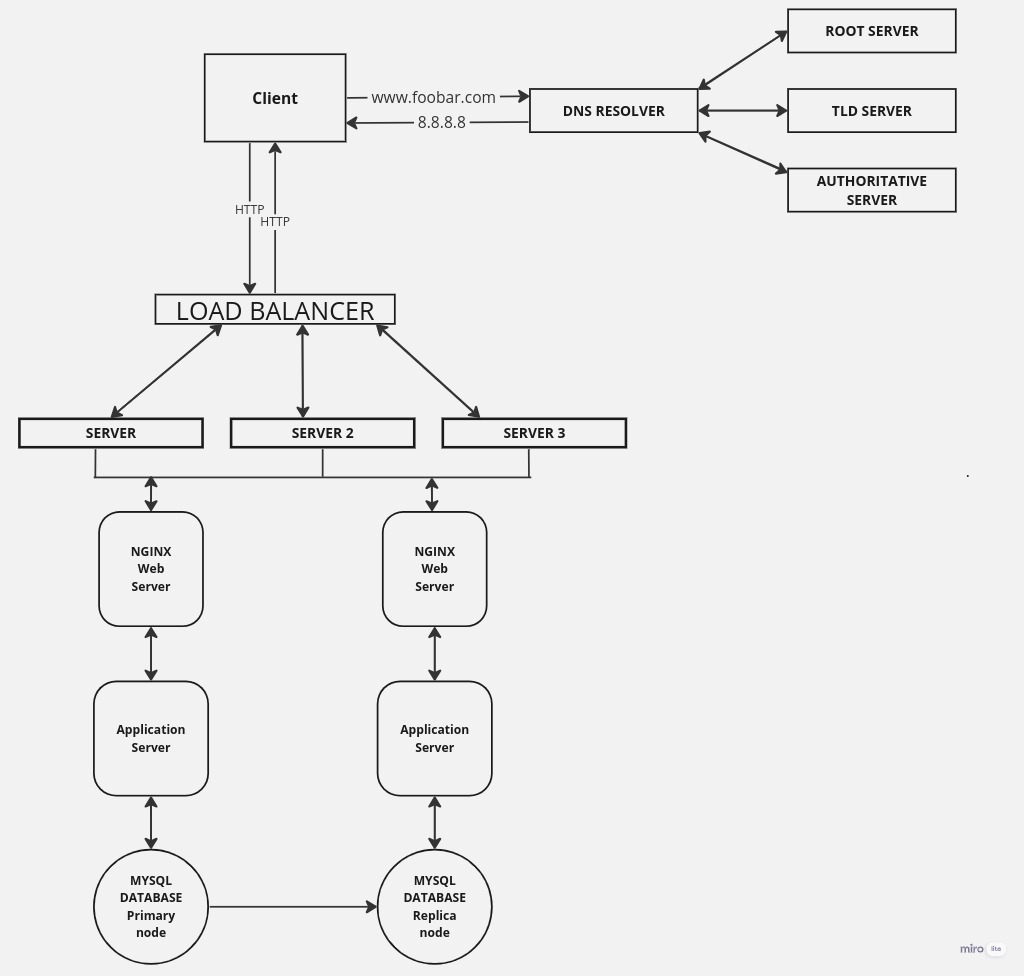 ROOT SERVER
Client
www.foobar.com
DNS RESOLVER
TLD SERVER
8.8.8.8
AUTHORITATIVE
SERVER
HTTP
HTTP
LOAD BALANCER
SERVER
SERVER 2
SERVER 3
NGINX
Web
Server
NGINX
Web
Server
Application
Server
Application
Server
MYSQL
DATABASE
Primary
node
MYSQL
DATABASE
Replica
node
miro lite